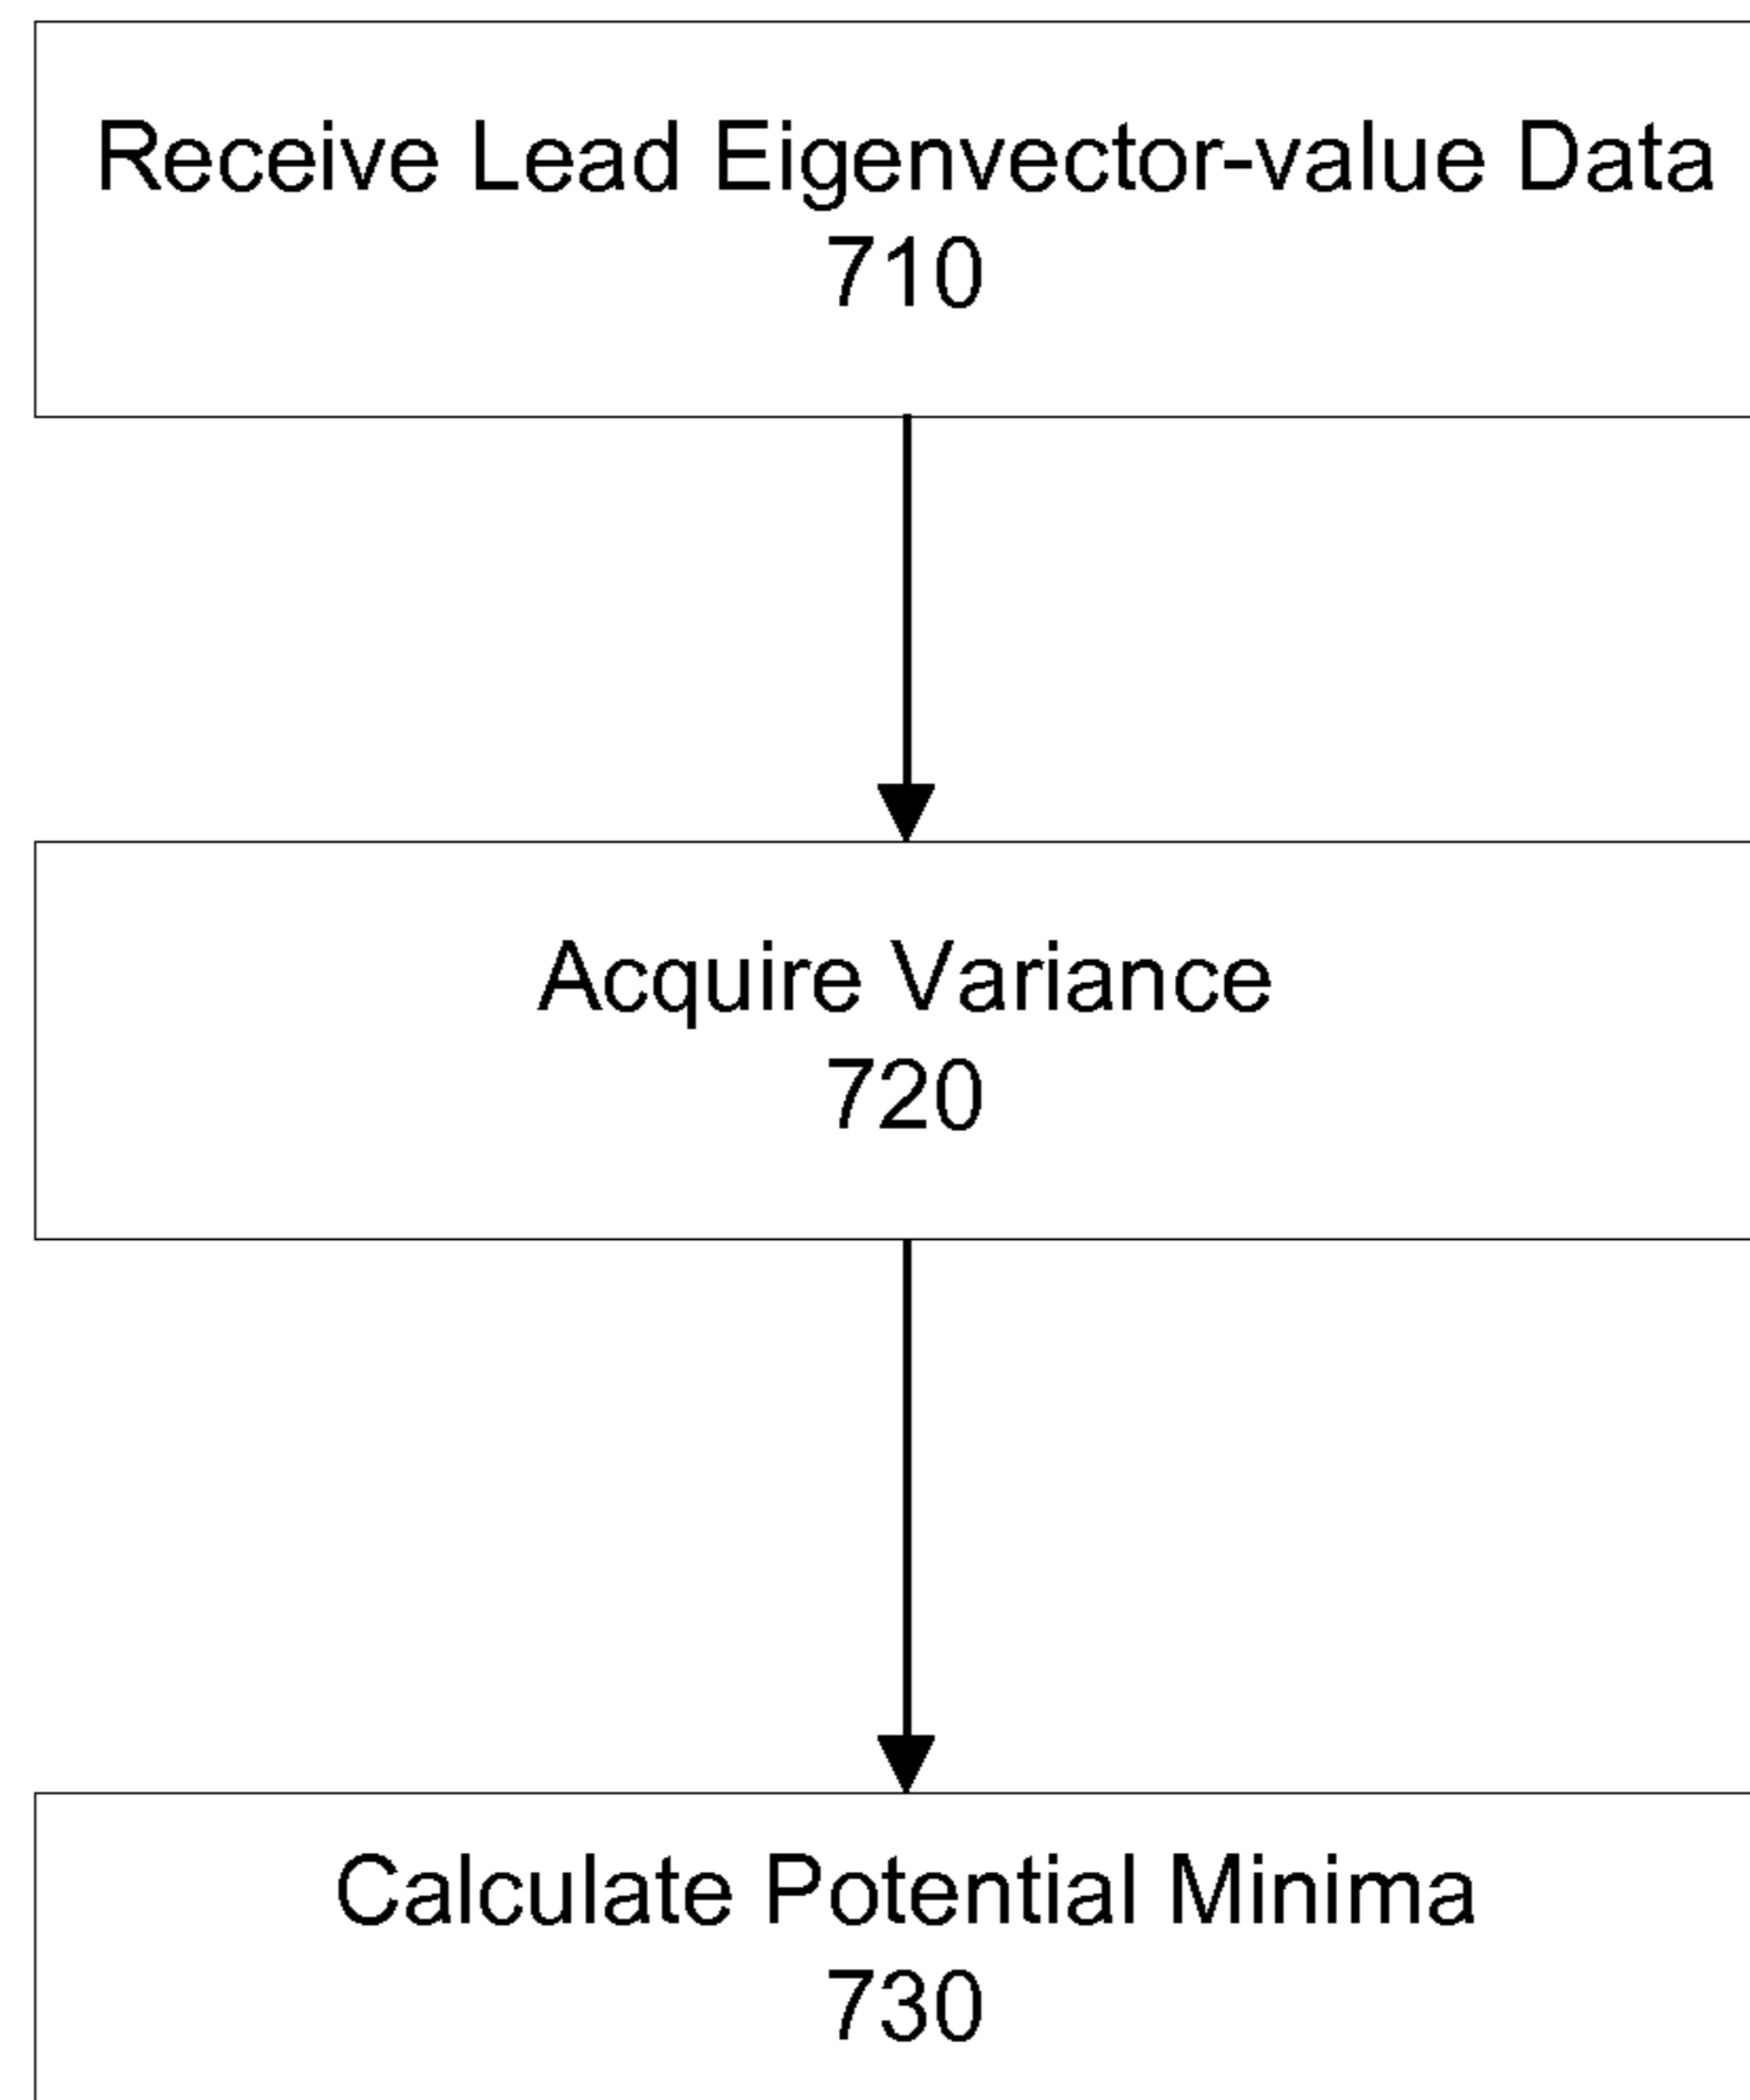 Receive Lead Eigenvector-value Data
710
Acquire Variance
720
Calculate Potential Minima
730